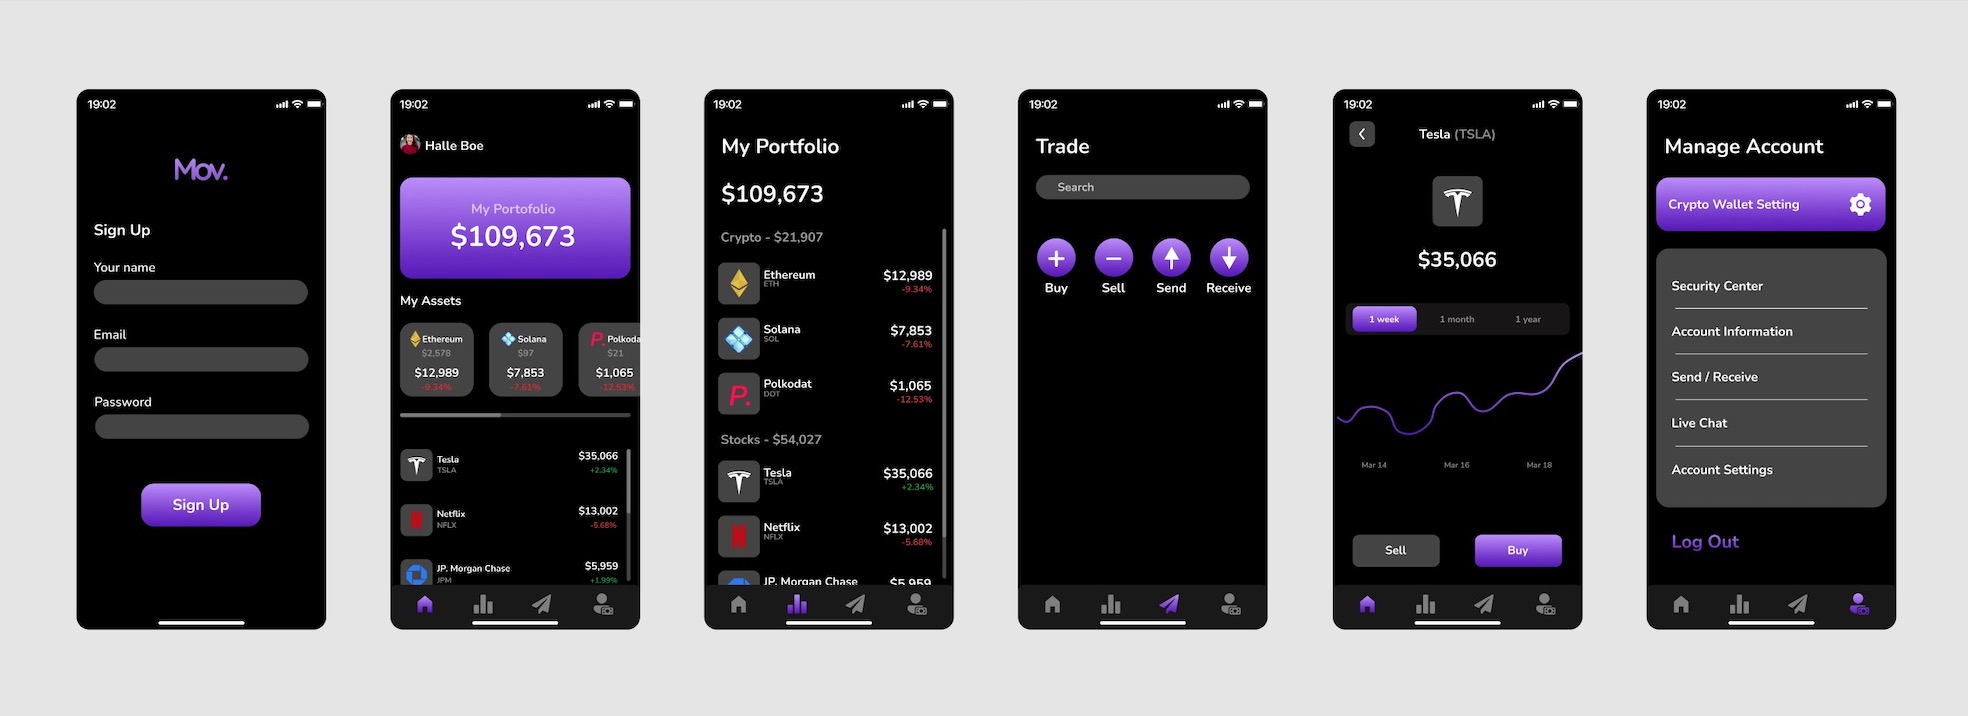 19:02
Mov.
Sign Up
Your name
Email
Password
Sign Up
19:02
Halle Boe
My Portofolio
$109,673
My Assets
Ethereum
$2,578
$12,989
-9.34%
Solana
$97
$7,853
-7.61%
P. Polkoda
$21
$1,065
-12.53%
Tesla
TSLA
$35,066
+2.34%
Netflix
NFLX
$13,002
-5.68%
JP. Morgan Chase
JPM
$5,959
+1.99%
19:02
My Portfolio
$109,673
Crypto - $21,907
Ethereum
ETH
$12,989
-9.34%
Solana
SOL
$7,853
-7.61%
P.
Polkodat
DOT
$1,065
-12.53%
Stocks - $54,027
Tesla
TSLA
$35,066
+2.34%
Netflix
NFLX
$13,002
-5.68%
JP. Morgan Chase
$5,959
19:02
Trade
Search
Buy
Sell
Send
Receive
19:02
Tesla (TSLA)
$35,066
1 week
1 month
1 year
Mar 14
Mar 16
Mar 18
Sell
Buy
19:02
Manage Account
Crypto Wallet Setting
Security Center
Account Information
Send / Receive
Live Chat
Account Settings
Log Out